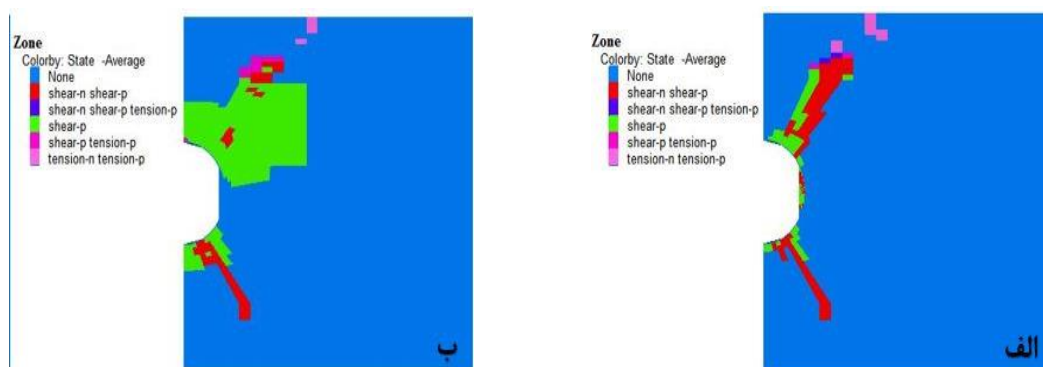 Zone
Colorby: State -Average
None
shear-n shear-p
shear-n shear-p tension-p
shear-p
shear-p tension-p
tension-n tension-p
ب
Zone
Colorby: State -Average
None
shear-n shear-p
shear-n shear-p tension-p
shear-p
shear-p tension-p
tension-n tension-p
الف